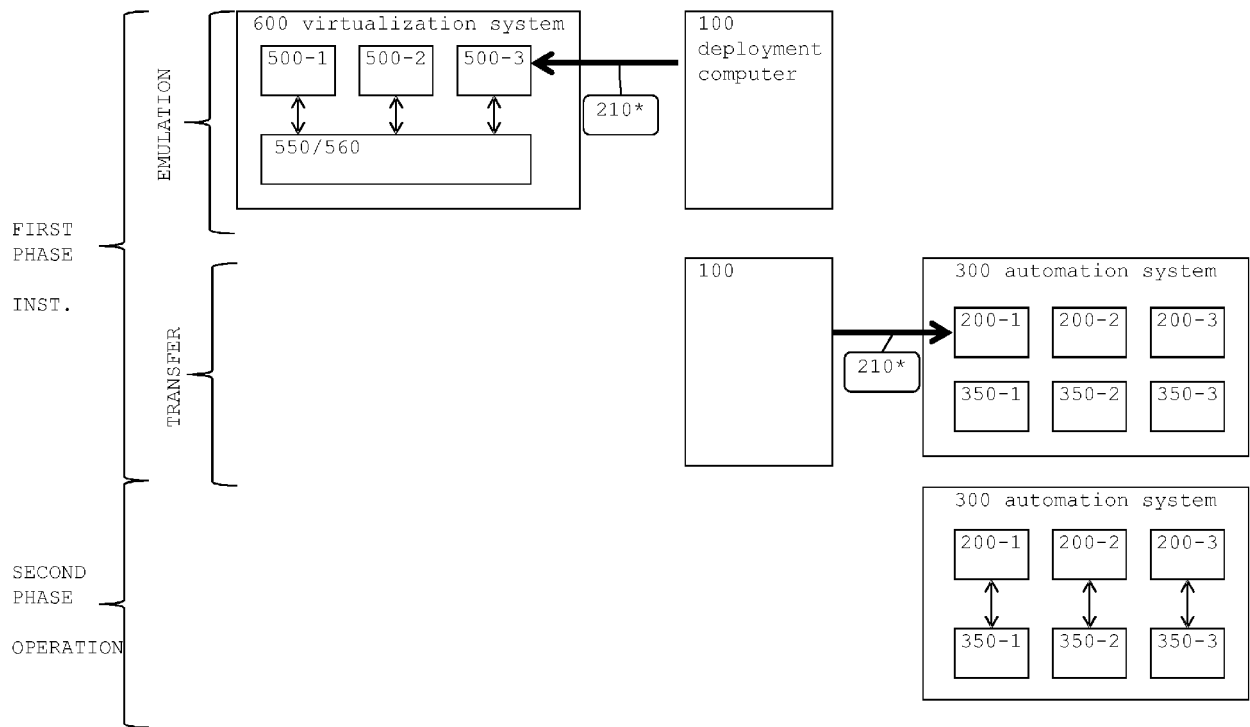 600 virtualization system
500-1 500-2 500-3
550/560
210*
100
deployment
computer
EMULATION
FIRST
PHASE
INST.
TRANSFER
100
210*
300 automation system
200-1 200-2 200-3
350-1 350-2 350-3
SECOND
PHASE
OPERATION
300 automation system
200-1 200-2 200-3
350-1 350-2 350-3